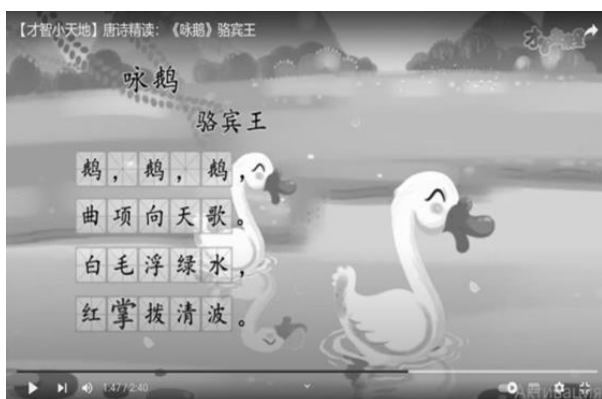 【才智小天地】唐诗精读：《咏鹅》骆宾王
咏鹅
骆宾王
鹅，鹅，鹅，
曲项向天歌。
白毛浮绿水，
红掌拨清波。
1:47 / 2:40
Активация